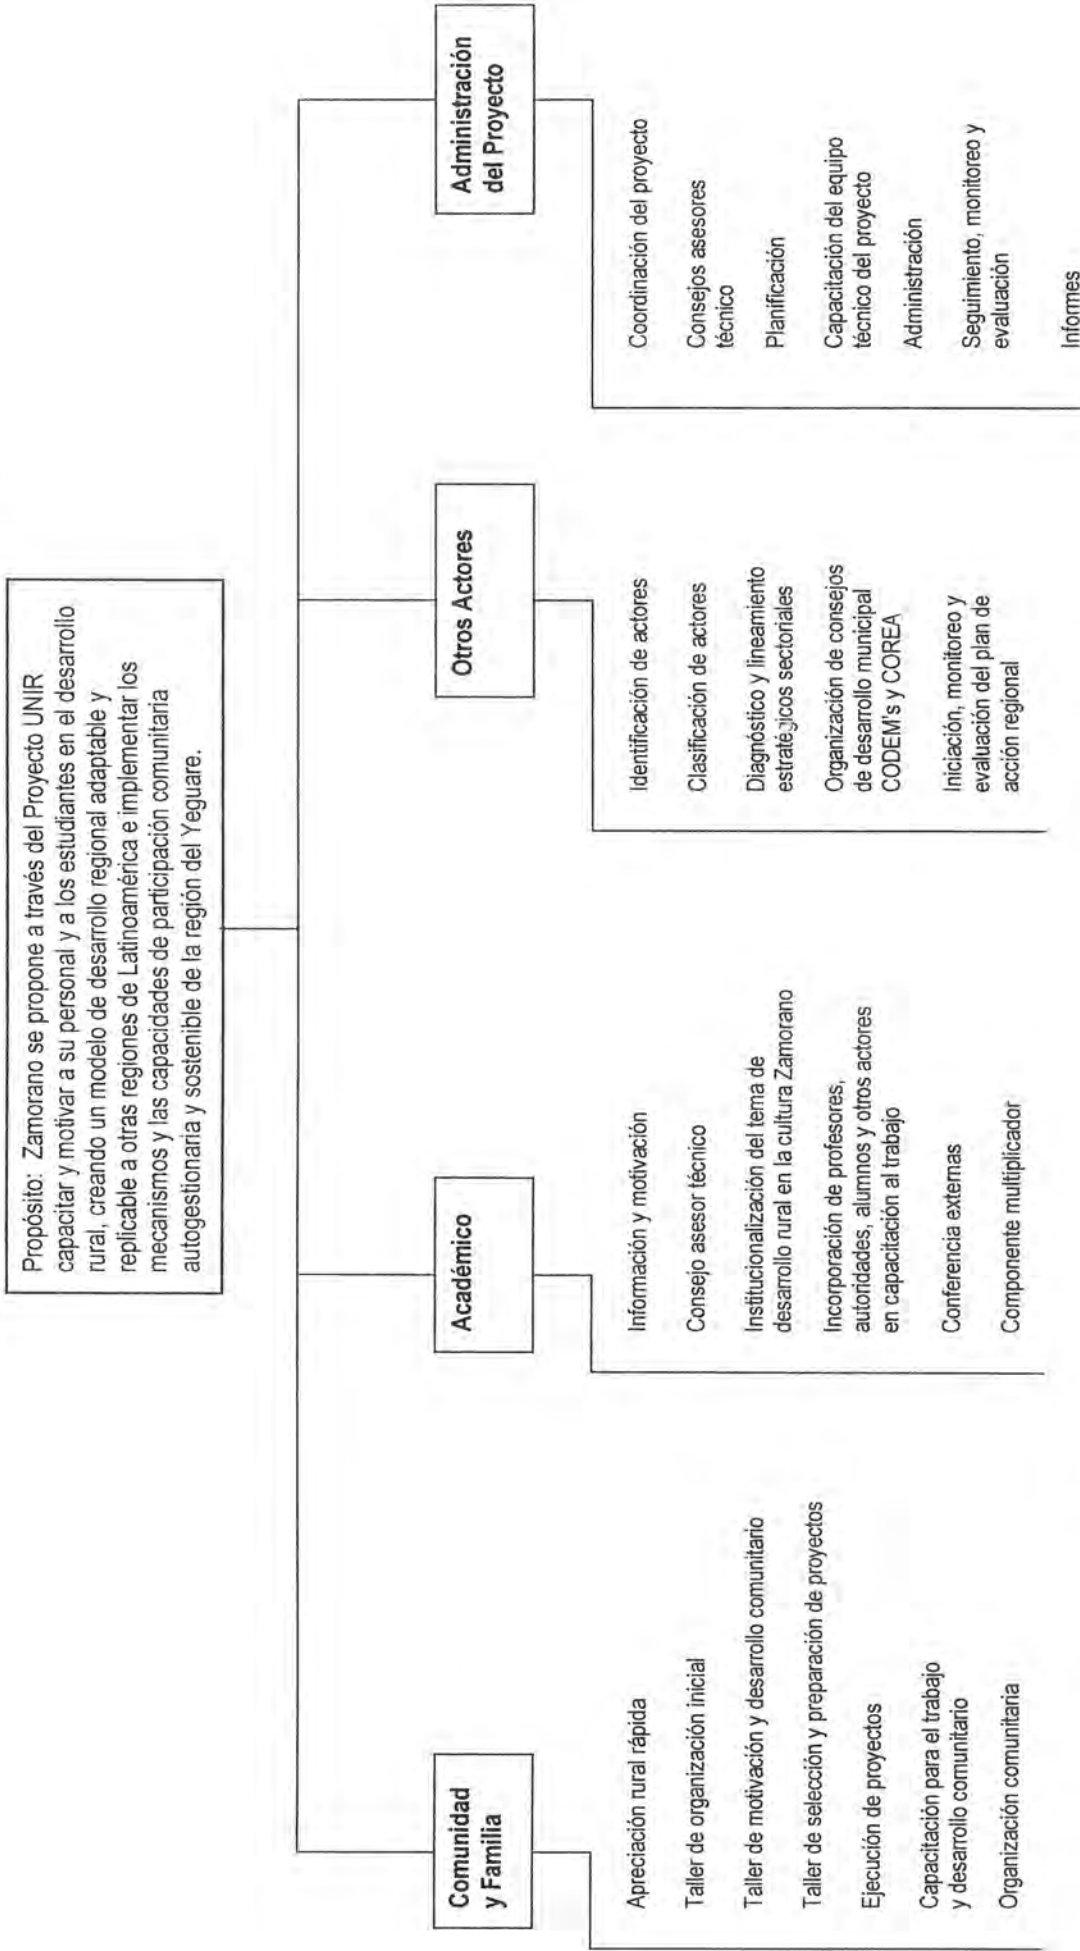 Propósito: Zamorano se propone a través del Proyecto UNIR
capacitar y motivar a su personal y a los estudiantes en el desarrollo
rural, creando un modelo de desarrollo regional adaptable y
replicable a otras regiones de Latinoamérica e implementar los
mecanismos y las capacidades de participación comunitaria
autogestionaria y sostenible de la región del Yeguare.
Comunidad
y Familia
Apreciación rural rápida
Taller de organización inicial
Taller de motivación y desarrollo comunitario
Taller de selección y preparación de proyectos
Ejecución de proyectos
Capacitación para el trabajo
y desarrollo comunitario
Organización comunitaria
Académico
Información y motivación
Consejo asesor técnico
Institucionalización del tema de
desarrollo rural en la cultura Zamorano
Incorporación de profesores,
autoridades, alumnos y otros actores
en capacitación al trabajo
Conferencia externas
Componente multiplicador
Otros Actores
Identificación de actores
Clasificación de actores
Diagnóstico y lineamiento
estratégicos sectoriales
Organización de consejos
de desarrollo municipal
CODEM's y COREA
Iniciación, monitoreo y
evaluación del plan de
acción regional
Administración
del Proyecto
Coordinación del proyecto
Consejos asesores
técnico
Planificación
Capacitación del equipo
técnico del proyecto
Administración
Seguimiento, monitoreo y
evaluación
Informes